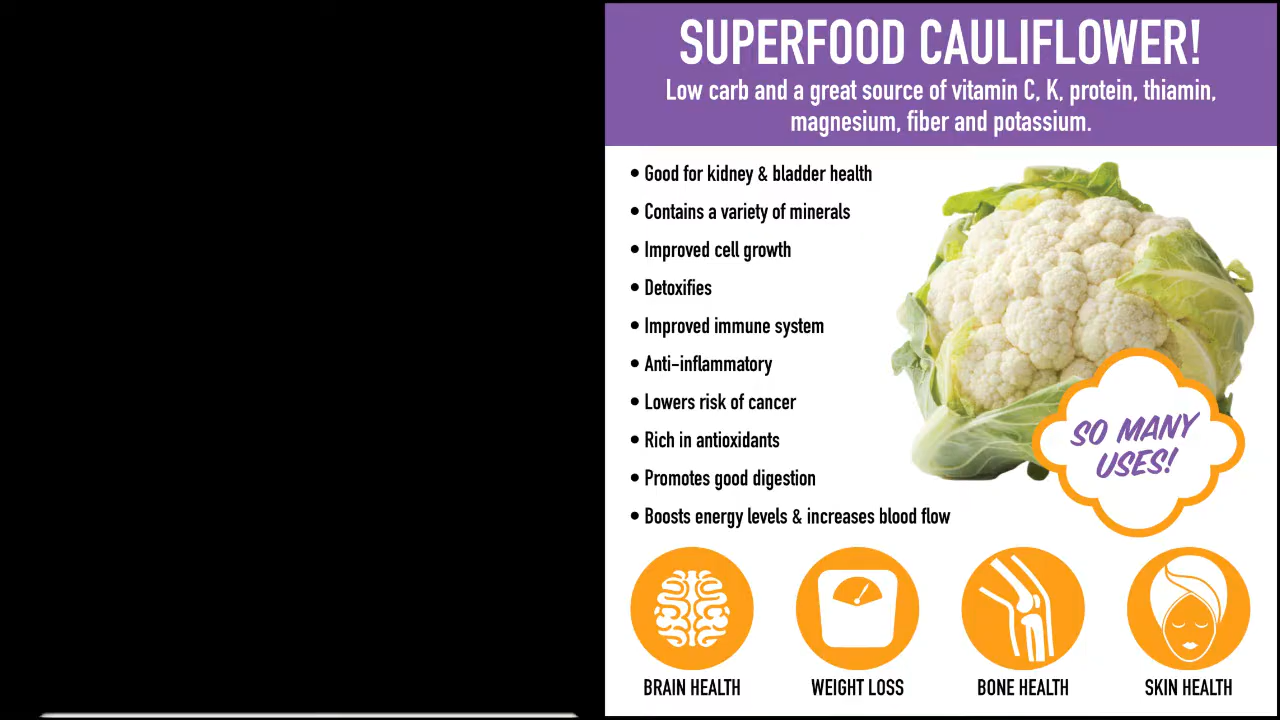 SUPERFOOD CAULIFLOWER!
Low carb and a great source of vitamin C, K, protein, thiamin,
magnesium, fiber and potassium.
• Good for kidney & bladder health
• Contains a variety of minerals
• Improved cell growth
• Detoxifies
• Improved immune system
• Anti-inflammatory
• Lowers risk of cancer
• Rich in antioxidants
• Promotes good digestion
• Boosts energy levels & increases blood flow
SO MANY
USES!
BRAIN HEALTH
WEIGHT LOSS
BONE HEALTH
SKIN HEALTH